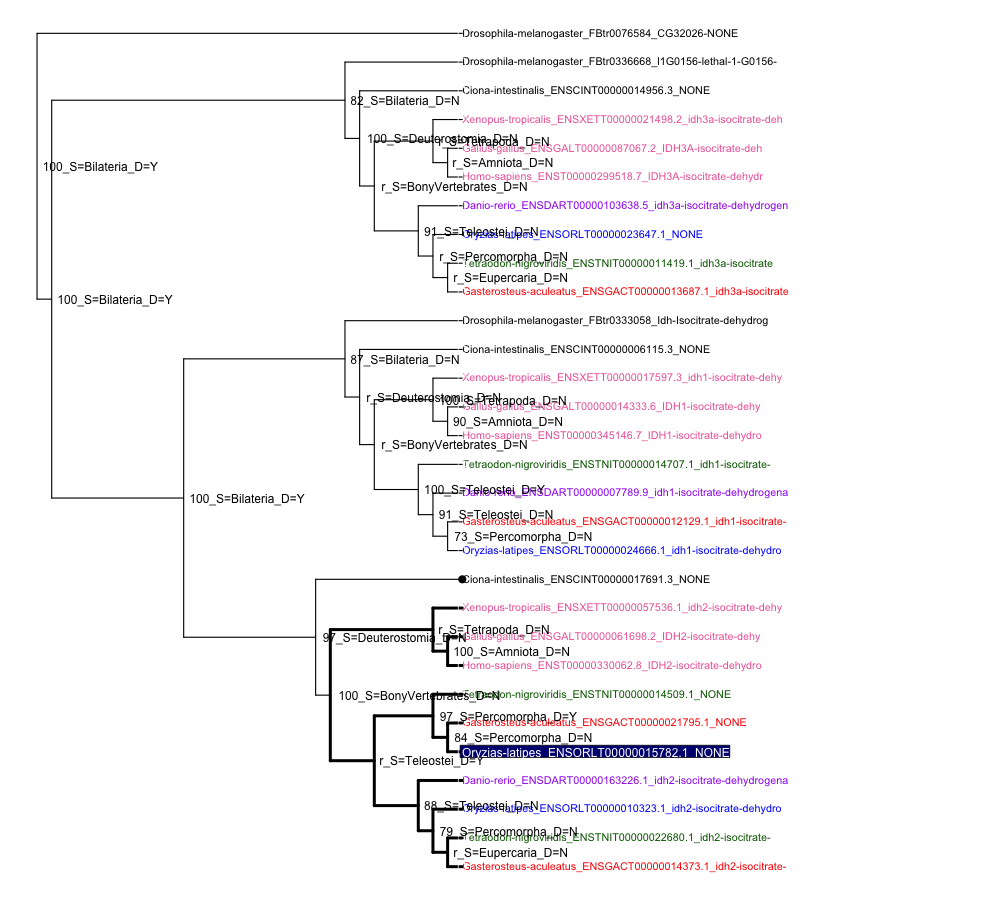 Drosophila-melanogaster_FBtr0076584_CG32026-NONE
Drosophila-melanogaster_FBtr0336668_l1G0156-lethal-1-G0156-
Ciona-intestinalis_ENSCINT00000014956.3_NONE
82_S=Bilateria_D=N
Xenopus-tropicalis_ENSXETT00000021498.2_idh3a-isocitrate-deh
100_S=Deuterostomia_D=N
r_S=Tetrapoda_D=N
Gallus-gallus_ENSGALT00000087067.2_IDH3A-isocitrate-deh
r_S=Amniota_D=N
100_S=Bilateria_D=Y
Homo-sapiens_ENST00000299518.7_IDH3A-isocitrate-dehydr
r_S=BonyVertebrates_D=N
Danio-rerio_ENSDART00000103638.5_idh3a-isocitrate-dehydrogen
91_S=Teleostei_D=N
Oryzias-latipes_ENSORLT00000023647.1_NONE
r_S=Percomorpha_D=N
Tetraodon-nigroviridis_ENSTNIT00000011419.1_idh3a-isocitrate
r_S=Eupercaria_D=N
Gasterosteus-aculeatus_ENSGACT00000013687.1_idh3a-isocitrate
100_S=Bilateria_D=Y
Drosophila-melanogaster_FBtr0333058_Idh-Isocitrate-dehydrog
Ciona-intestinalis_ENSCINT00000006115.3_NONE
87_S=Bilateria_D=N
Xenopus-tropicalis_ENSXETT00000017597.3_idh1-isocitrate-dehy
r_S=Deuterostomia_D=N
100_S=Tetrapoda_D=N
Gallus-gallus_ENSGALT00000014333.6_IDH1-isocitrate-dehy
90_S=Amniota_D=N
Homo-sapiens_ENST00000345146.7_IDH1-isocitrate-dehydro
r_S=BonyVertebrates_D=N
Tetraodon-nigroviridis_ENSTNIT00000014707.1_idh1-isocitrate-
100_S=Teleostei_D=Y
Danio-rerio_ENSDART00000007789.9_idh1-isocitrate-dehydrogena
100_S=Bilateria_D=Y
91_S=Teleostei_D=N
Gasterosteus-aculeatus_ENSGACT00000012129.1_idh1-isocitrate-
73_S=Percomorpha_D=N
Oryzias-latipes_ENSORLT00000024666.1_idh1-isocitrate-dehydro
Ciona-intestinalis_ENSCINT00000017691.3_NONE
Xenopus-tropicalis_ENSXETT00000057536.1_idh2-isocitrate-dehy
r_S=Tetrapoda_D=N
97_S=Deuterostomia_D=N
Gallus-gallus_ENSGALT00000061698.2_IDH2-isocitrate-dehy
100_S=Amniota_D=N
Homo-sapiens_ENST00000330062.8_IDH2-isocitrate-dehydro
100_S=BonyVertebrates_D=N
Tetraodon-nigroviridis_ENSTNIT00000014509.1_NONE
97_S=Percomorpha_D=Y
Gasterosteus-aculeatus_ENSGACT00000021795.1_NONE
84_S=Percomorpha_D=N
Oryzias-latipes_ENSORLT00000015782.1_NONE
r_S=Teleostei_D=Y
Danio-rerio_ENSDART00000163226.1_idh2-isocitrate-dehydrogena
88_S=Teleostei_D=N
Oryzias-latipes_ENSORLT00000010323.1_idh2-isocitrate-dehydro
79_S=Percomorpha_D=N
Tetraodon-nigroviridis_ENSTNIT00000022680.1_idh2-isocitrate-
r_S=Eupercaria_D=N
Gasterosteus-aculeatus_ENSGACT00000014373.1_idh2-isocitrate-